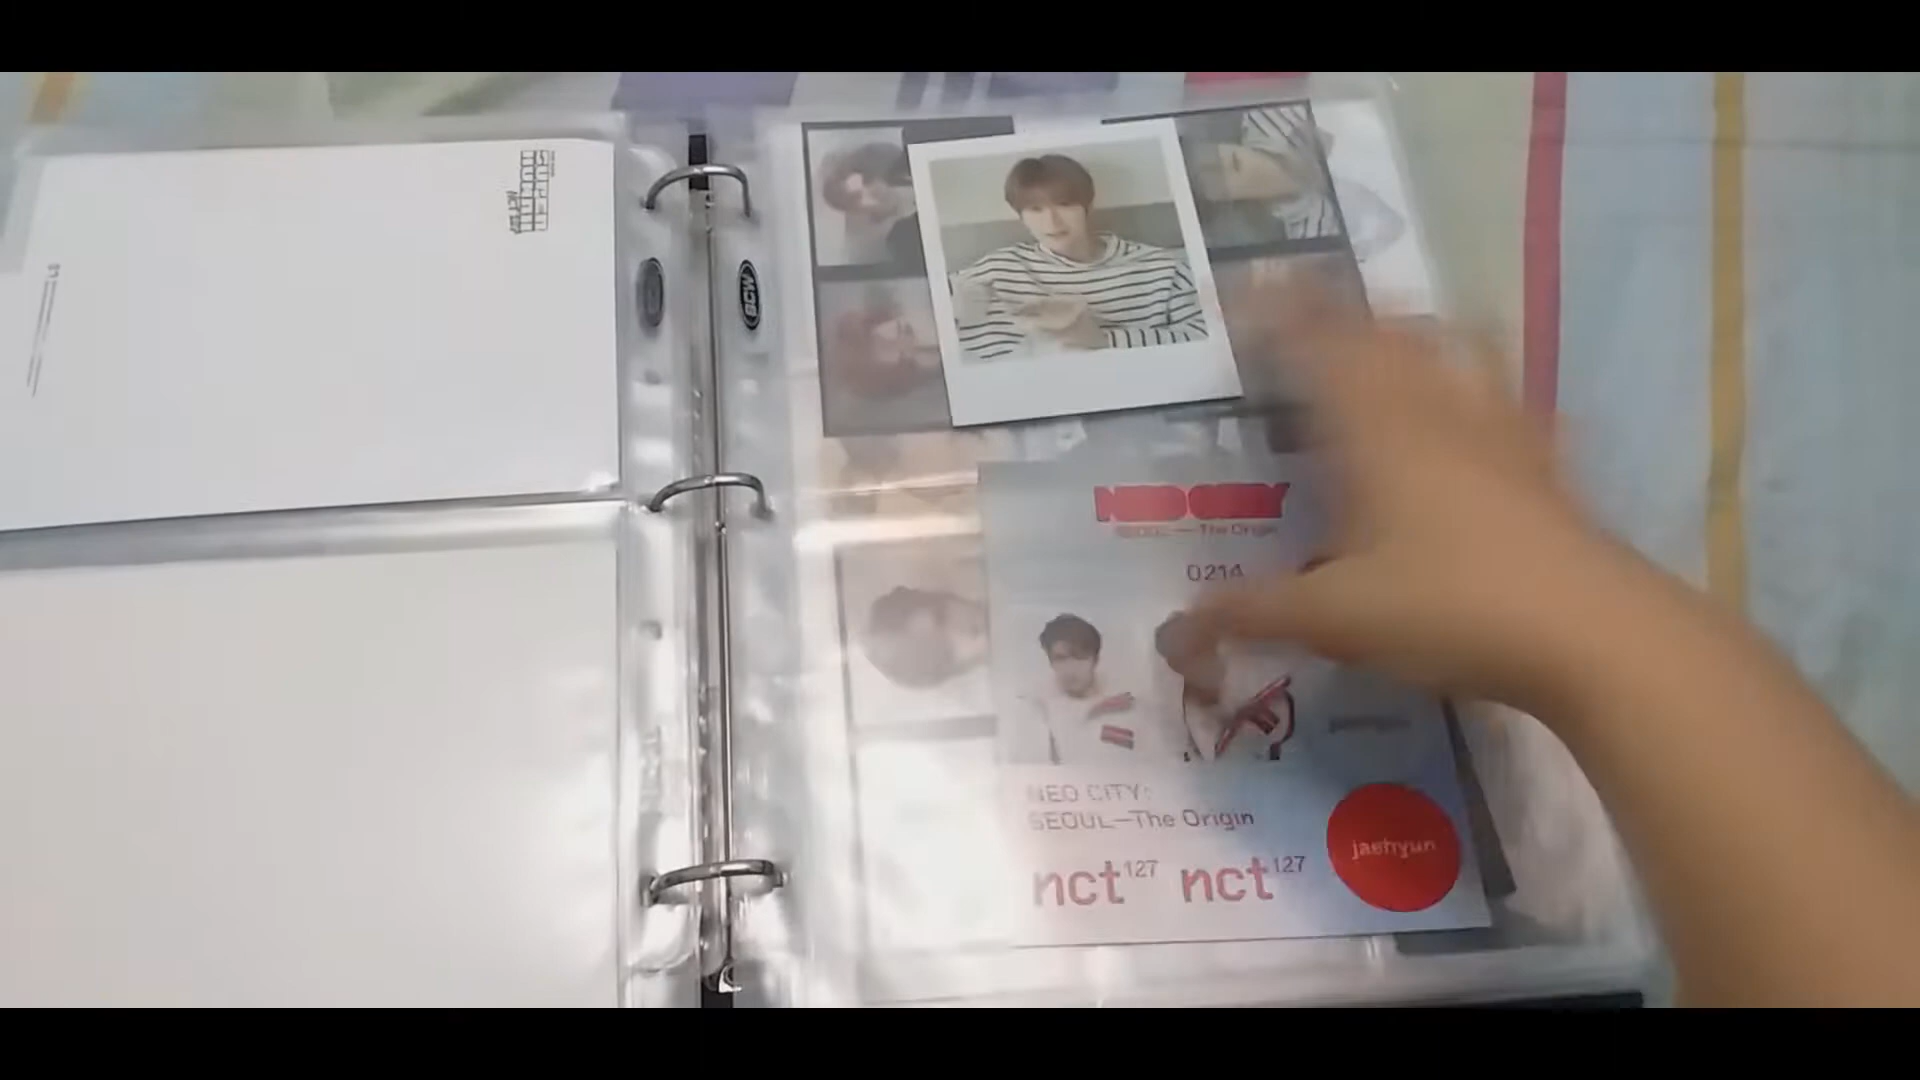 BCW
NEO CITY
SEOUL — The Origin
0214
NEO CITY:
SEOUL—The Origin
nct127 nct127
jaehyun